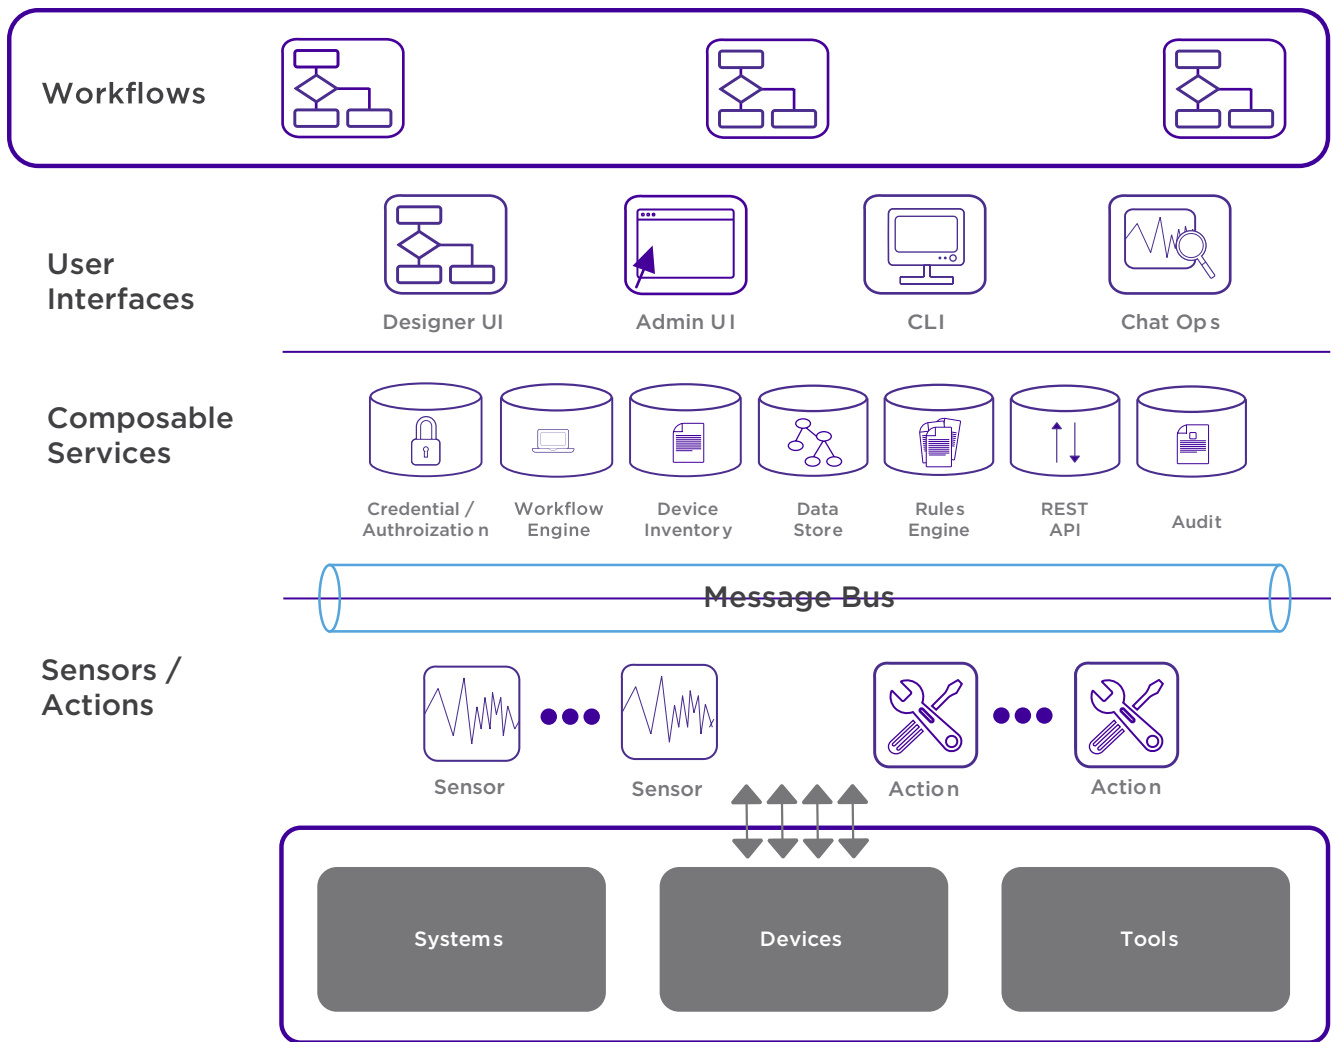 Workflows
User
Interfaces
Designer UI
Admin UI
CLI
Chat Ops
Composable
Services
Credential /
Authroization
Workflow
Engine
Device
Inventory
Data
Store
Rules
Engine
REST
API
Audit
Message Bus
Sensors /
Actions
Sensor
Sensor
Action
Action
Systems
Devices
Tools